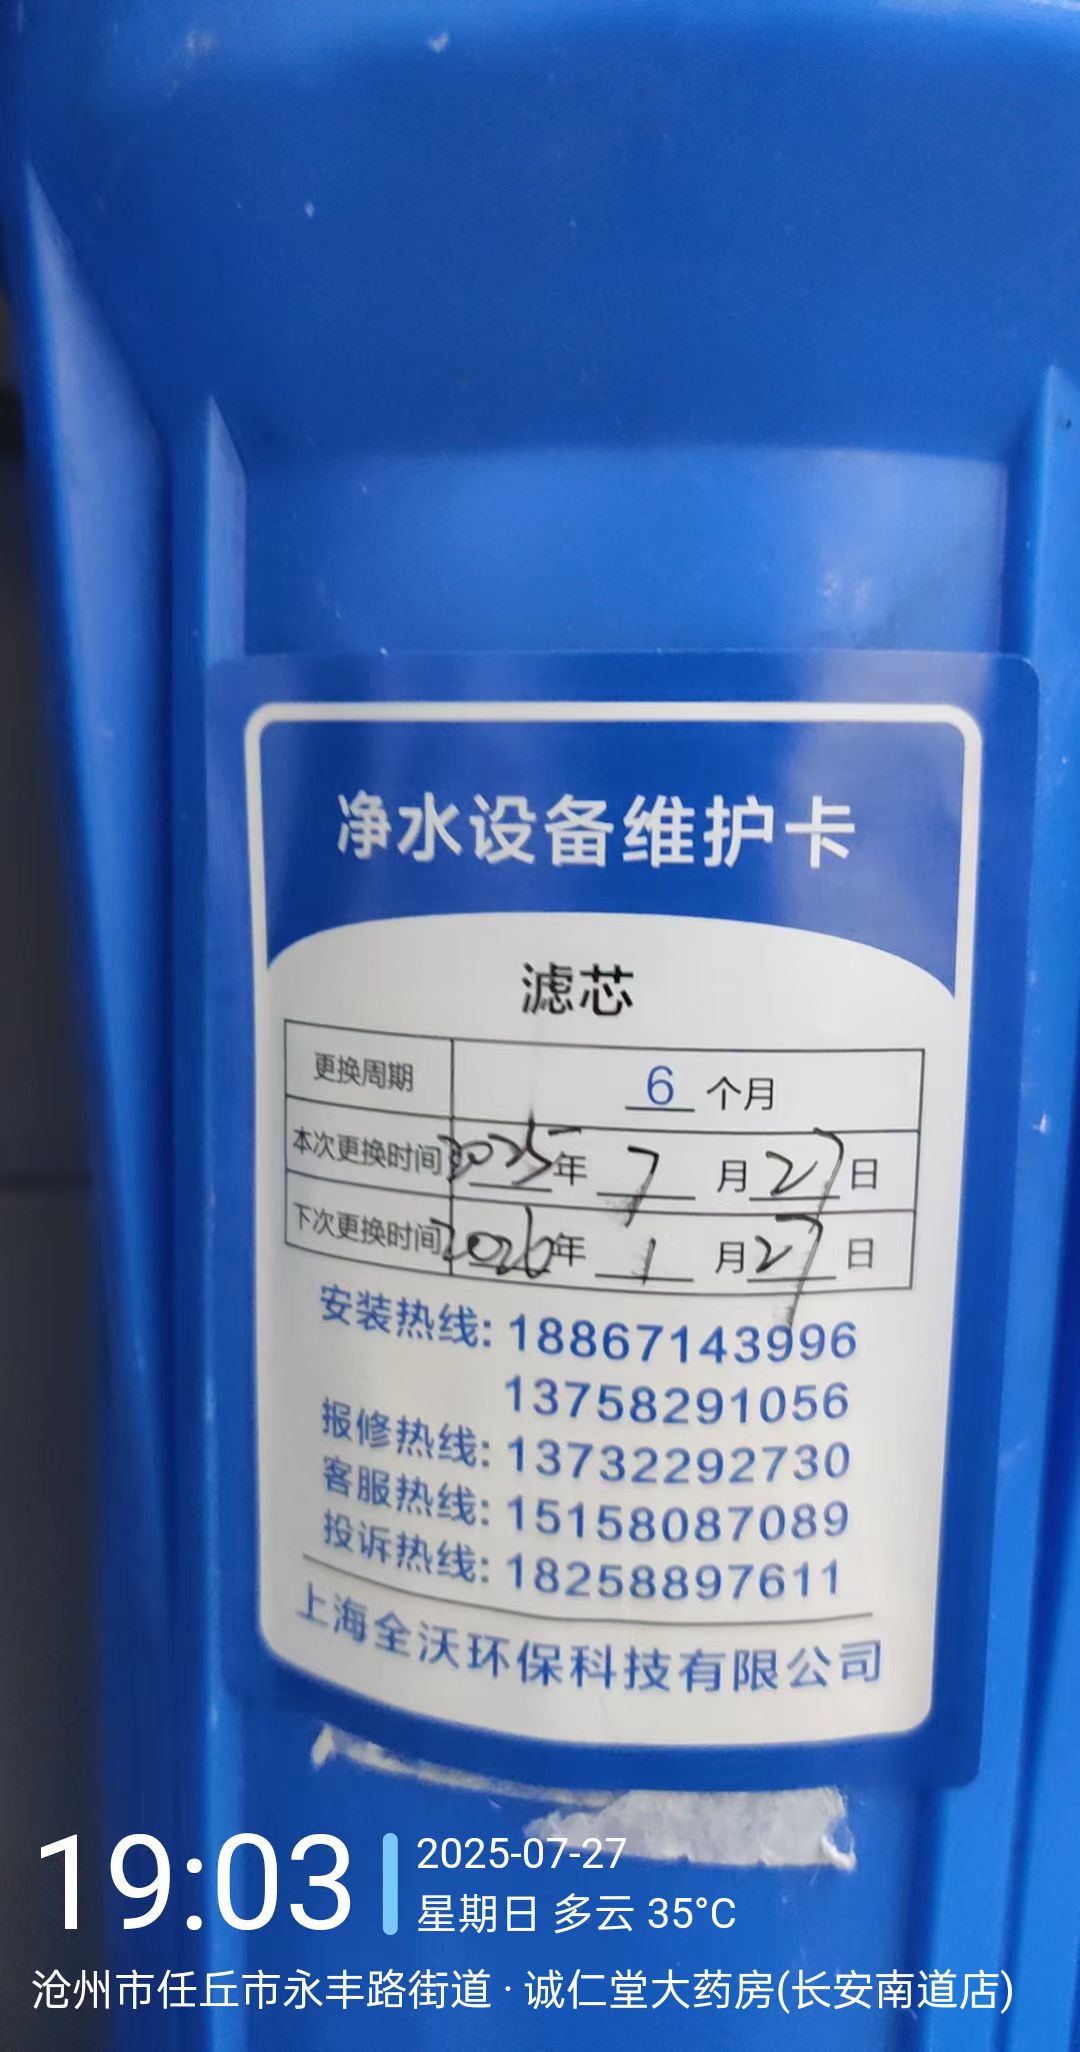 净水设备维护卡
滤芯
更换周期 6 个月
本次更换时间 2025年 7 月 27 日
下次更换时间 2026年 1 月 27 日
安装热线: 18867143996
13758291056
报修热线: 13732292730
客服热线: 15158087089
投诉热线: 18258897611
上海全沃环保科技有限公司
19:03
2025-07-27
星期日 多云 35°C
沧州市任丘市永丰路街道·诚仁堂大药房(长安南道店)